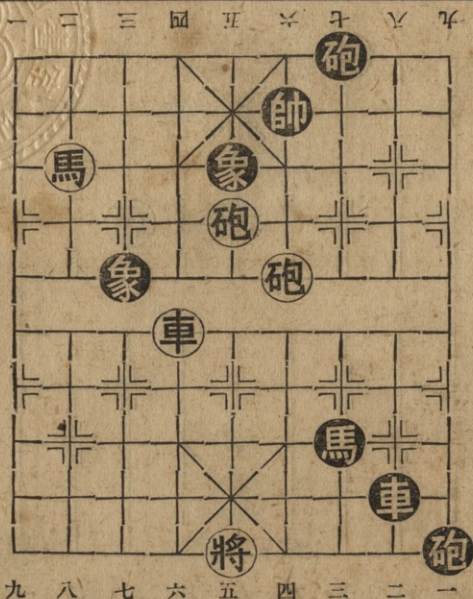 一 二 三 四 五 六 七 八 九
砲
帥
馬 象
砲
象 砲
車
馬
車
將 砲
九 八 七 六 五 四 三 二 一